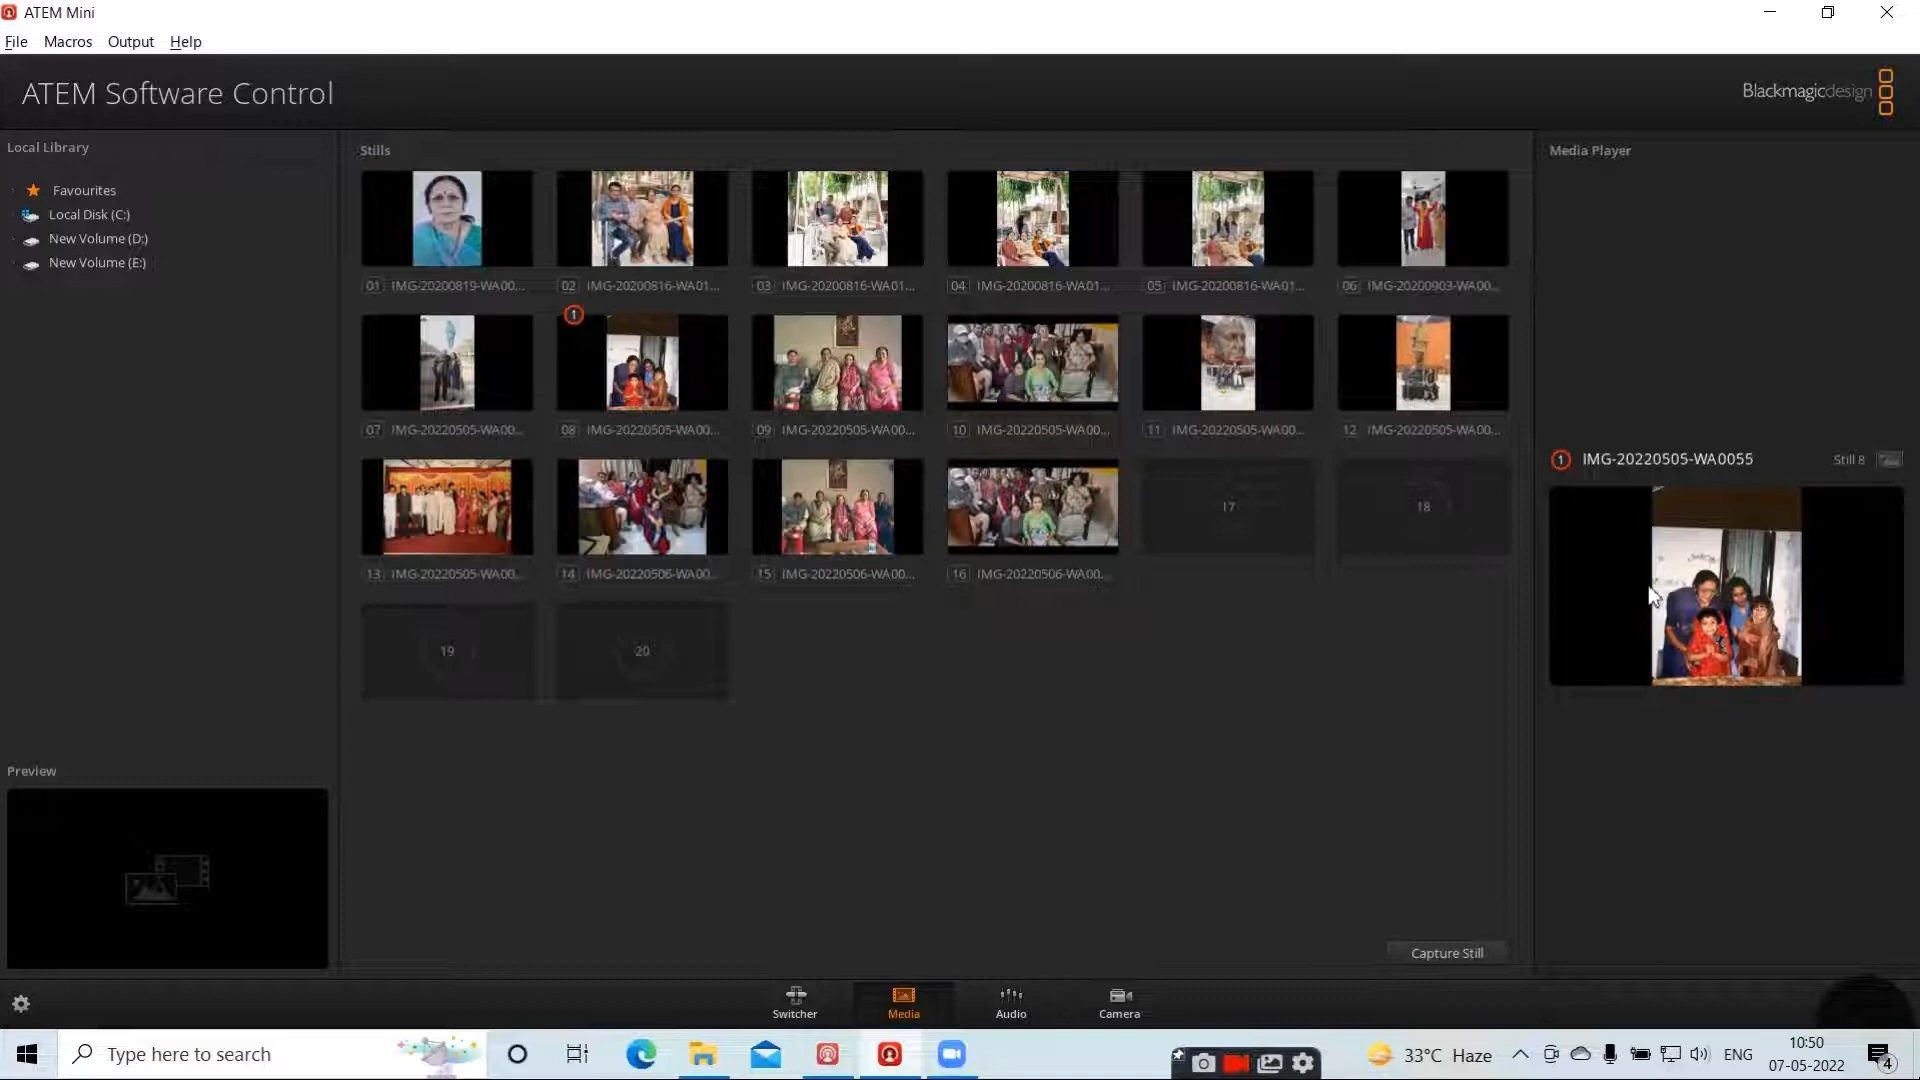 ATEM Mini
File Macros Output Help
ATEM Software Control
Blackmagicdesign
Local Library
Favourites
Local Disk (C:)
New Volume (D:)
New Volume (E:)
Stills
01 IMG-20200819-WA00...
02 IMG-20200816-WA01...
03 IMG-20200816-WA01...
04 IMG-20200816-WA01...
05 IMG-20200816-WA01...
06 IMG-20200903-WA00...
1
07 IMG-20220505-WA00...
08 IMG-20220505-WA00...
09 IMG-20220505-WA00...
10 IMG-20220505-WA00...
11 IMG-20220505-WA00...
12 IMG-20220505-WA00...
13 IMG-20220505-WA00...
14 IMG-20220506-WA00...
15 IMG-20220506-WA00...
16 IMG-20220506-WA00...
17
18
19
20
Capture Still
Media Player
1 IMG-20220505-WA0055 Still 8
Preview
Switcher Media Audio Camera
Type here to search
33°C Haze
ENG
10:50
07-05-2022
4